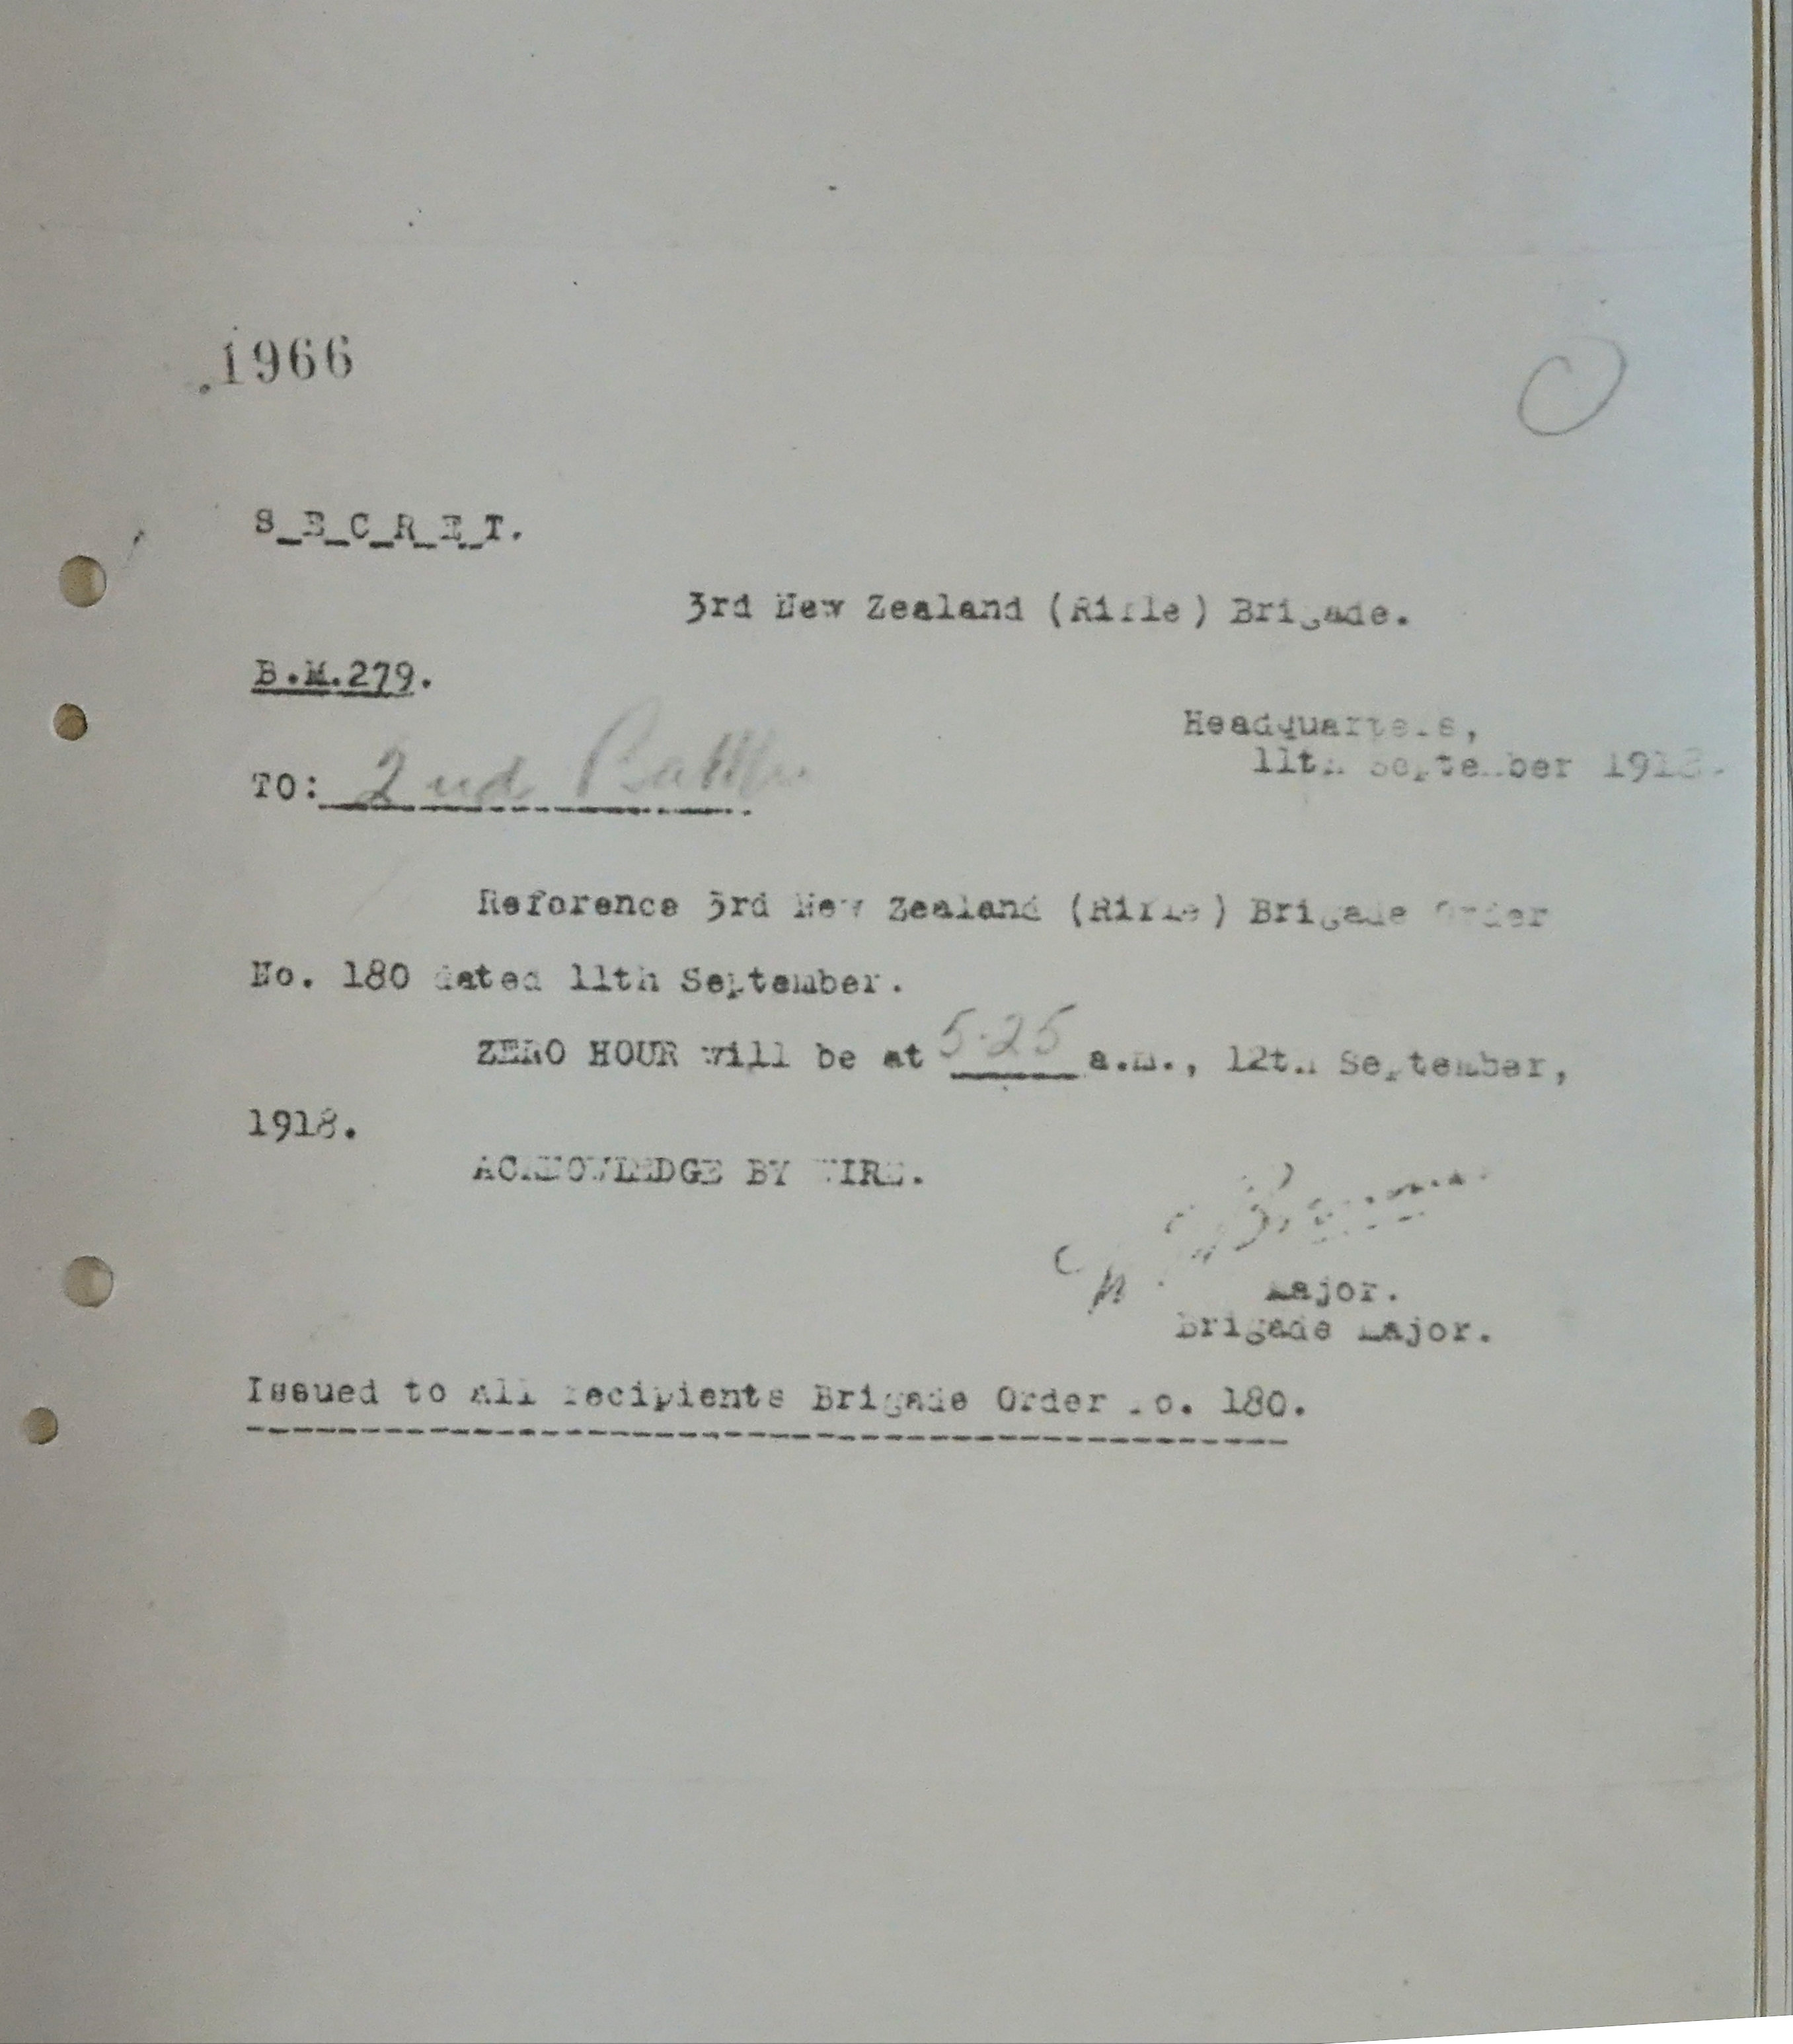 1966
S_E_C_R_E_T.
3rd New Zealand (Rifle) Brigade.
B.M.279.
Headquarters,
11th September 1918.
TO: 2nd Battln.
Reference 3rd New Zealand (Rifle) Brigade Order
No. 180 dated 11th September.
ZERO HOUR will be at 5.25 a.m., 12th September,
1918.
ACKNOWLEDGE BY WIRE.
Major.
Brigade Major.
Issued to all recipients Brigade Order No. 180.